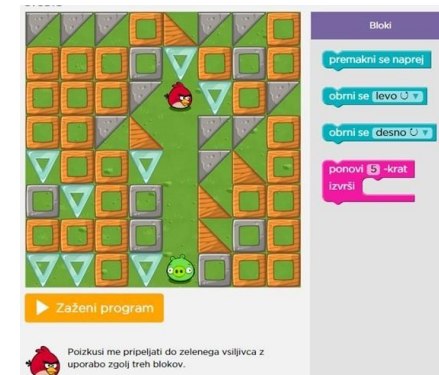 Bloki
premakni se naprej
obrni se levo ↺ ▼
obrni se desno ↻ ▼
ponovi 5 -krat
izvrši
Zaženi program
Poizkusi me pripeljati do zelenega vsiljivca z
uporabo zgolj treh blokov.